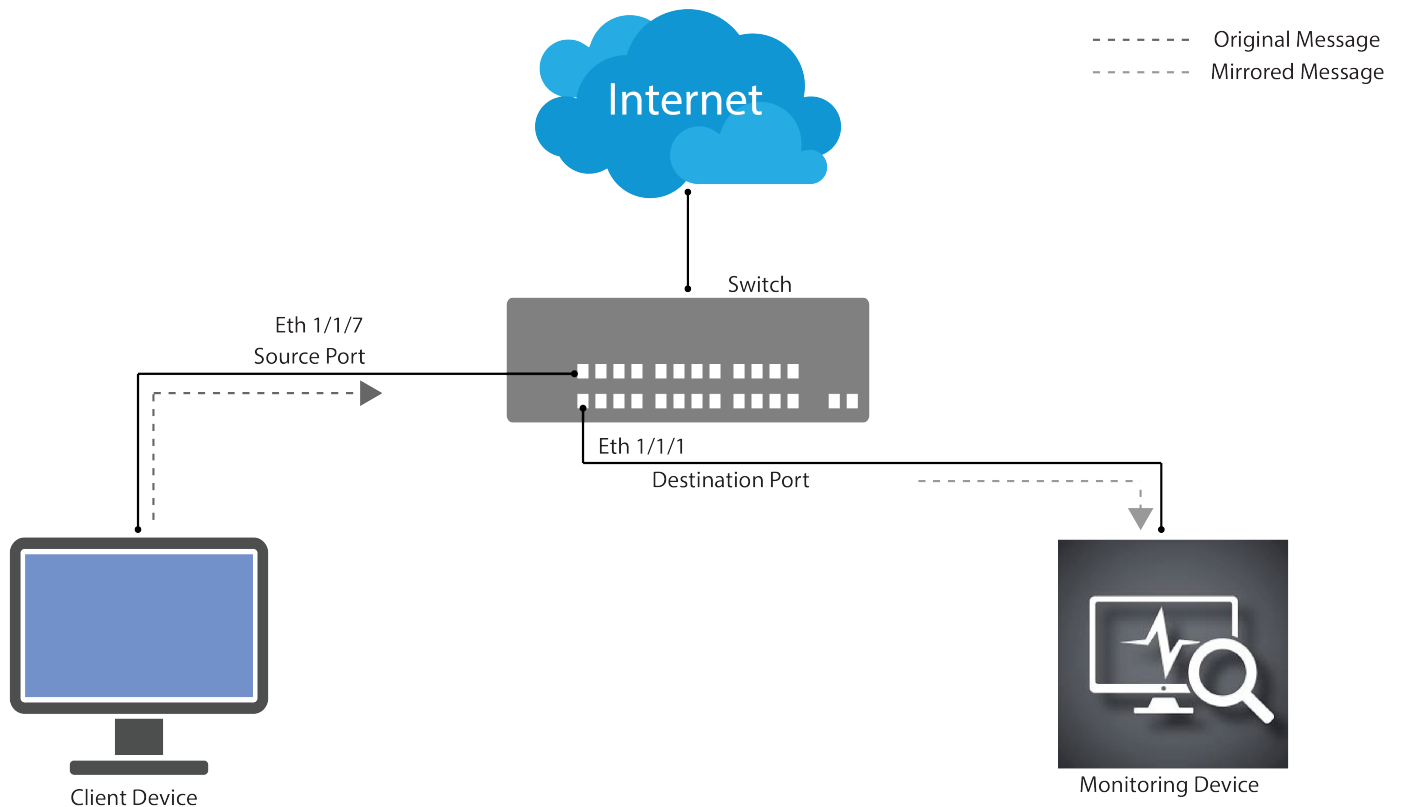 Original Message
Mirrored Message
Internet
Switch
Eth 1/1/7
Source Port
Eth 1/1/1
Destination Port
Monitoring Device
Client Device